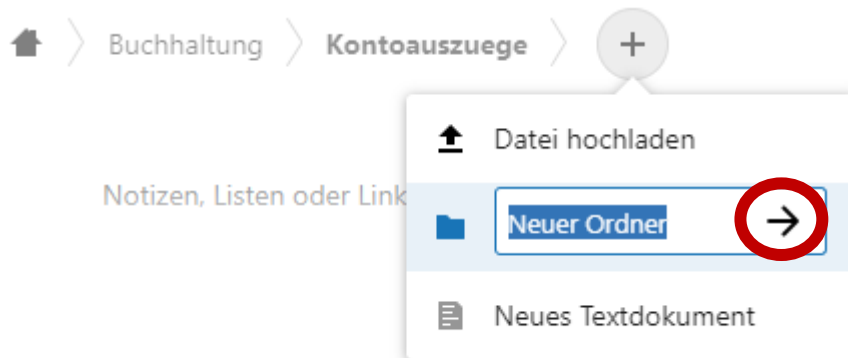 Buchhaltung Kontoauszuege +
Datei hochladen
Notizen, Listen oder Link
Neuer Ordner
Neues Textdokument